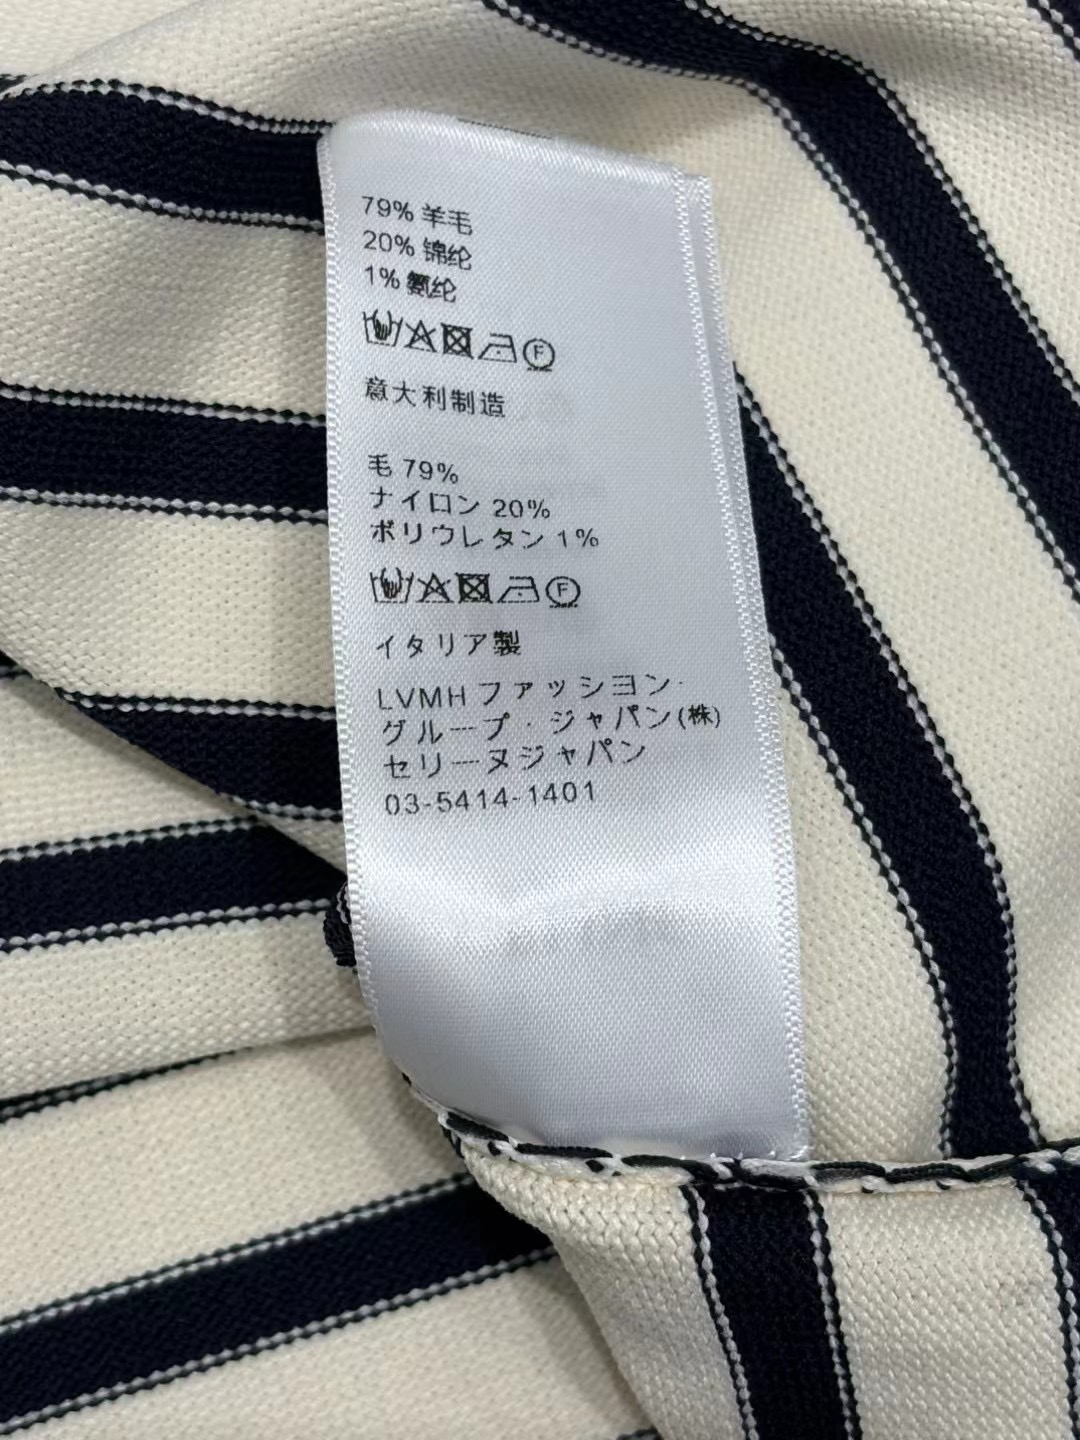 79% 羊毛
20% 锦纶
1% 氨纶
F
意大利制造
毛 79%
ナイロン 20%
ポリウレタン 1%
F
イタリア製
LVMH ファッション・
グループ・ジャパン(株)
セリーヌジャパン
03-5414-1401